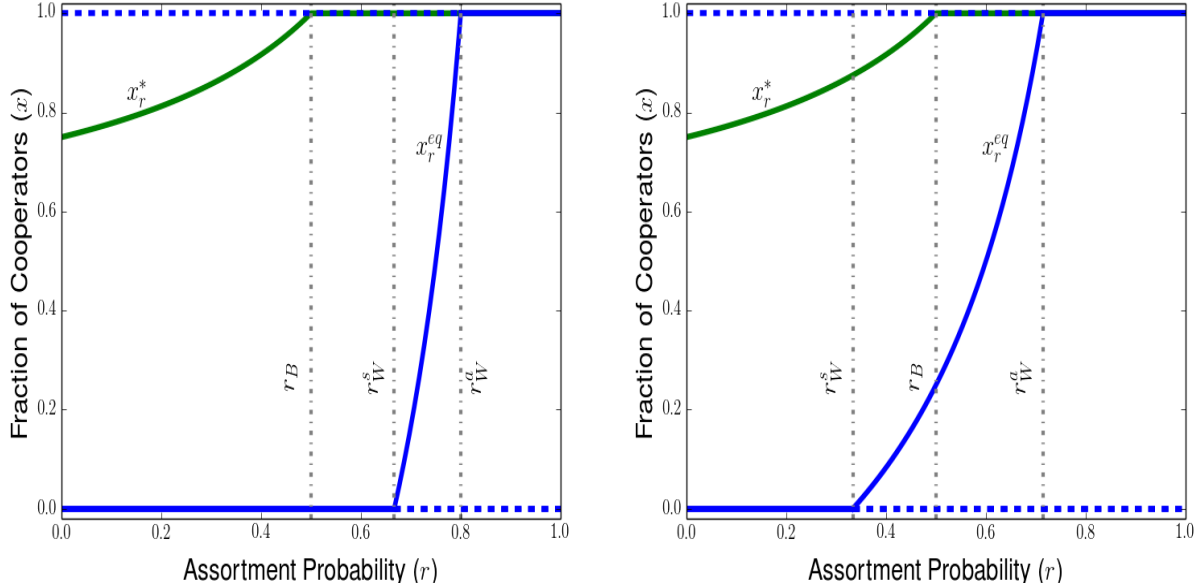 1.0
0.8
0.6
0.4
0.2
0.0
0.0 0.2 0.4 0.6 0.8 1.0
Fraction of Cooperators (x)
Assortment Probability (r)
x_r^*
x_r^{eq}
r_B
r_W^s
r_W^a
1.0
0.8
0.6
0.4
0.2
0.0
0.0 0.2 0.4 0.6 0.8 1.0
Fraction of Cooperators (x)
Assortment Probability (r)
x_r^*
x_r^{eq}
r_W^s
r_B
r_W^a